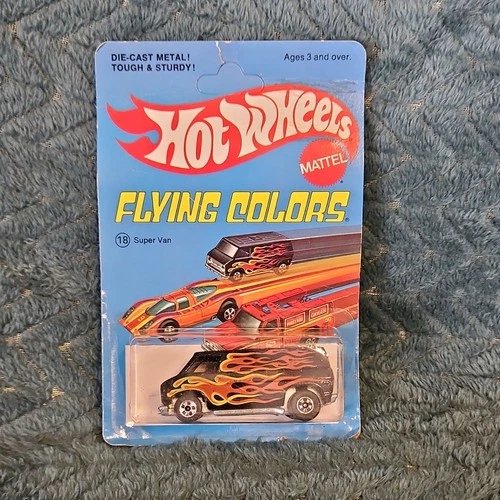 DIE-CAST METAL!
TOUGH & STURDY!
Ages 3 and over.
HOT WHEELS
MATTEL
FLYING COLORS
18 Super Van